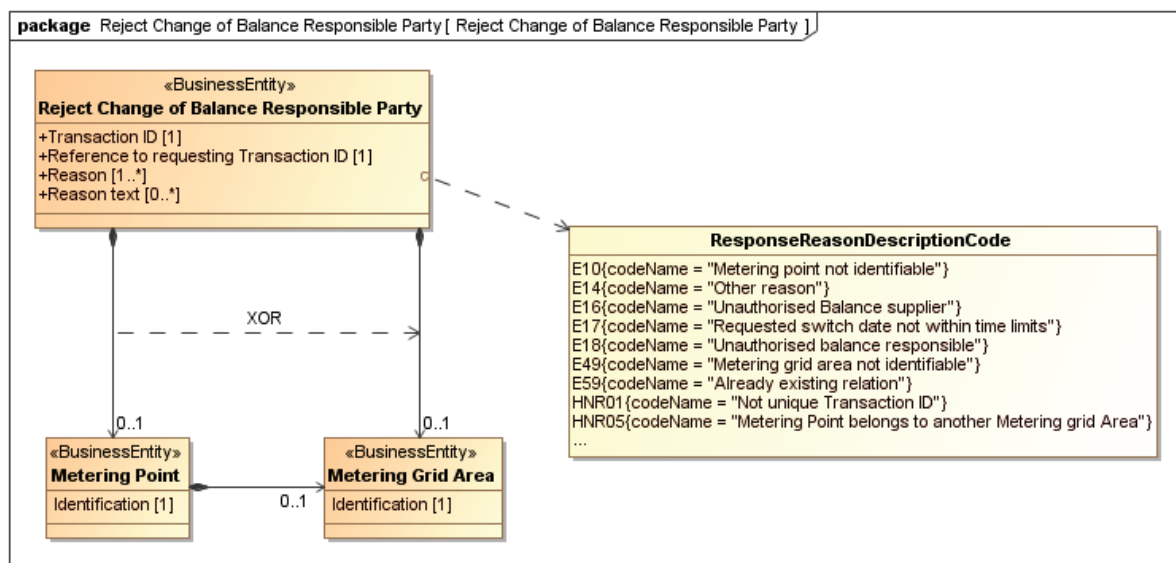 package Reject Change of Balance Responsible Party [ Reject Change of Balance Responsible Party ]
«BusinessEntity»
Reject Change of Balance Responsible Party
+Transaction ID [1]
+Reference to requesting Transaction ID [1]
+Reason [1..*]
+Reason text [0..*]
ResponseReasonDescriptionCode
E10{codeName = "Metering point not identifiable"}
E14{codeName = "Other reason"}
E16{codeName = "Unauthorised Balance supplier"}
E17{codeName = "Requested switch date not within time limits"}
E18{codeName = "Unauthorised balance responsible"}
E49{codeName = "Metering grid area not identifiable"}
E59{codeName = "Already existing relation"}
HNR01{codeName = "Not unique Transaction ID"}
HNR05{codeName = "Metering Point belongs to another Metering grid Area"}
...
XOR
0..1
0..1
«BusinessEntity»
Metering Point
Identification [1]
0..1
«BusinessEntity»
Metering Grid Area
Identification [1]